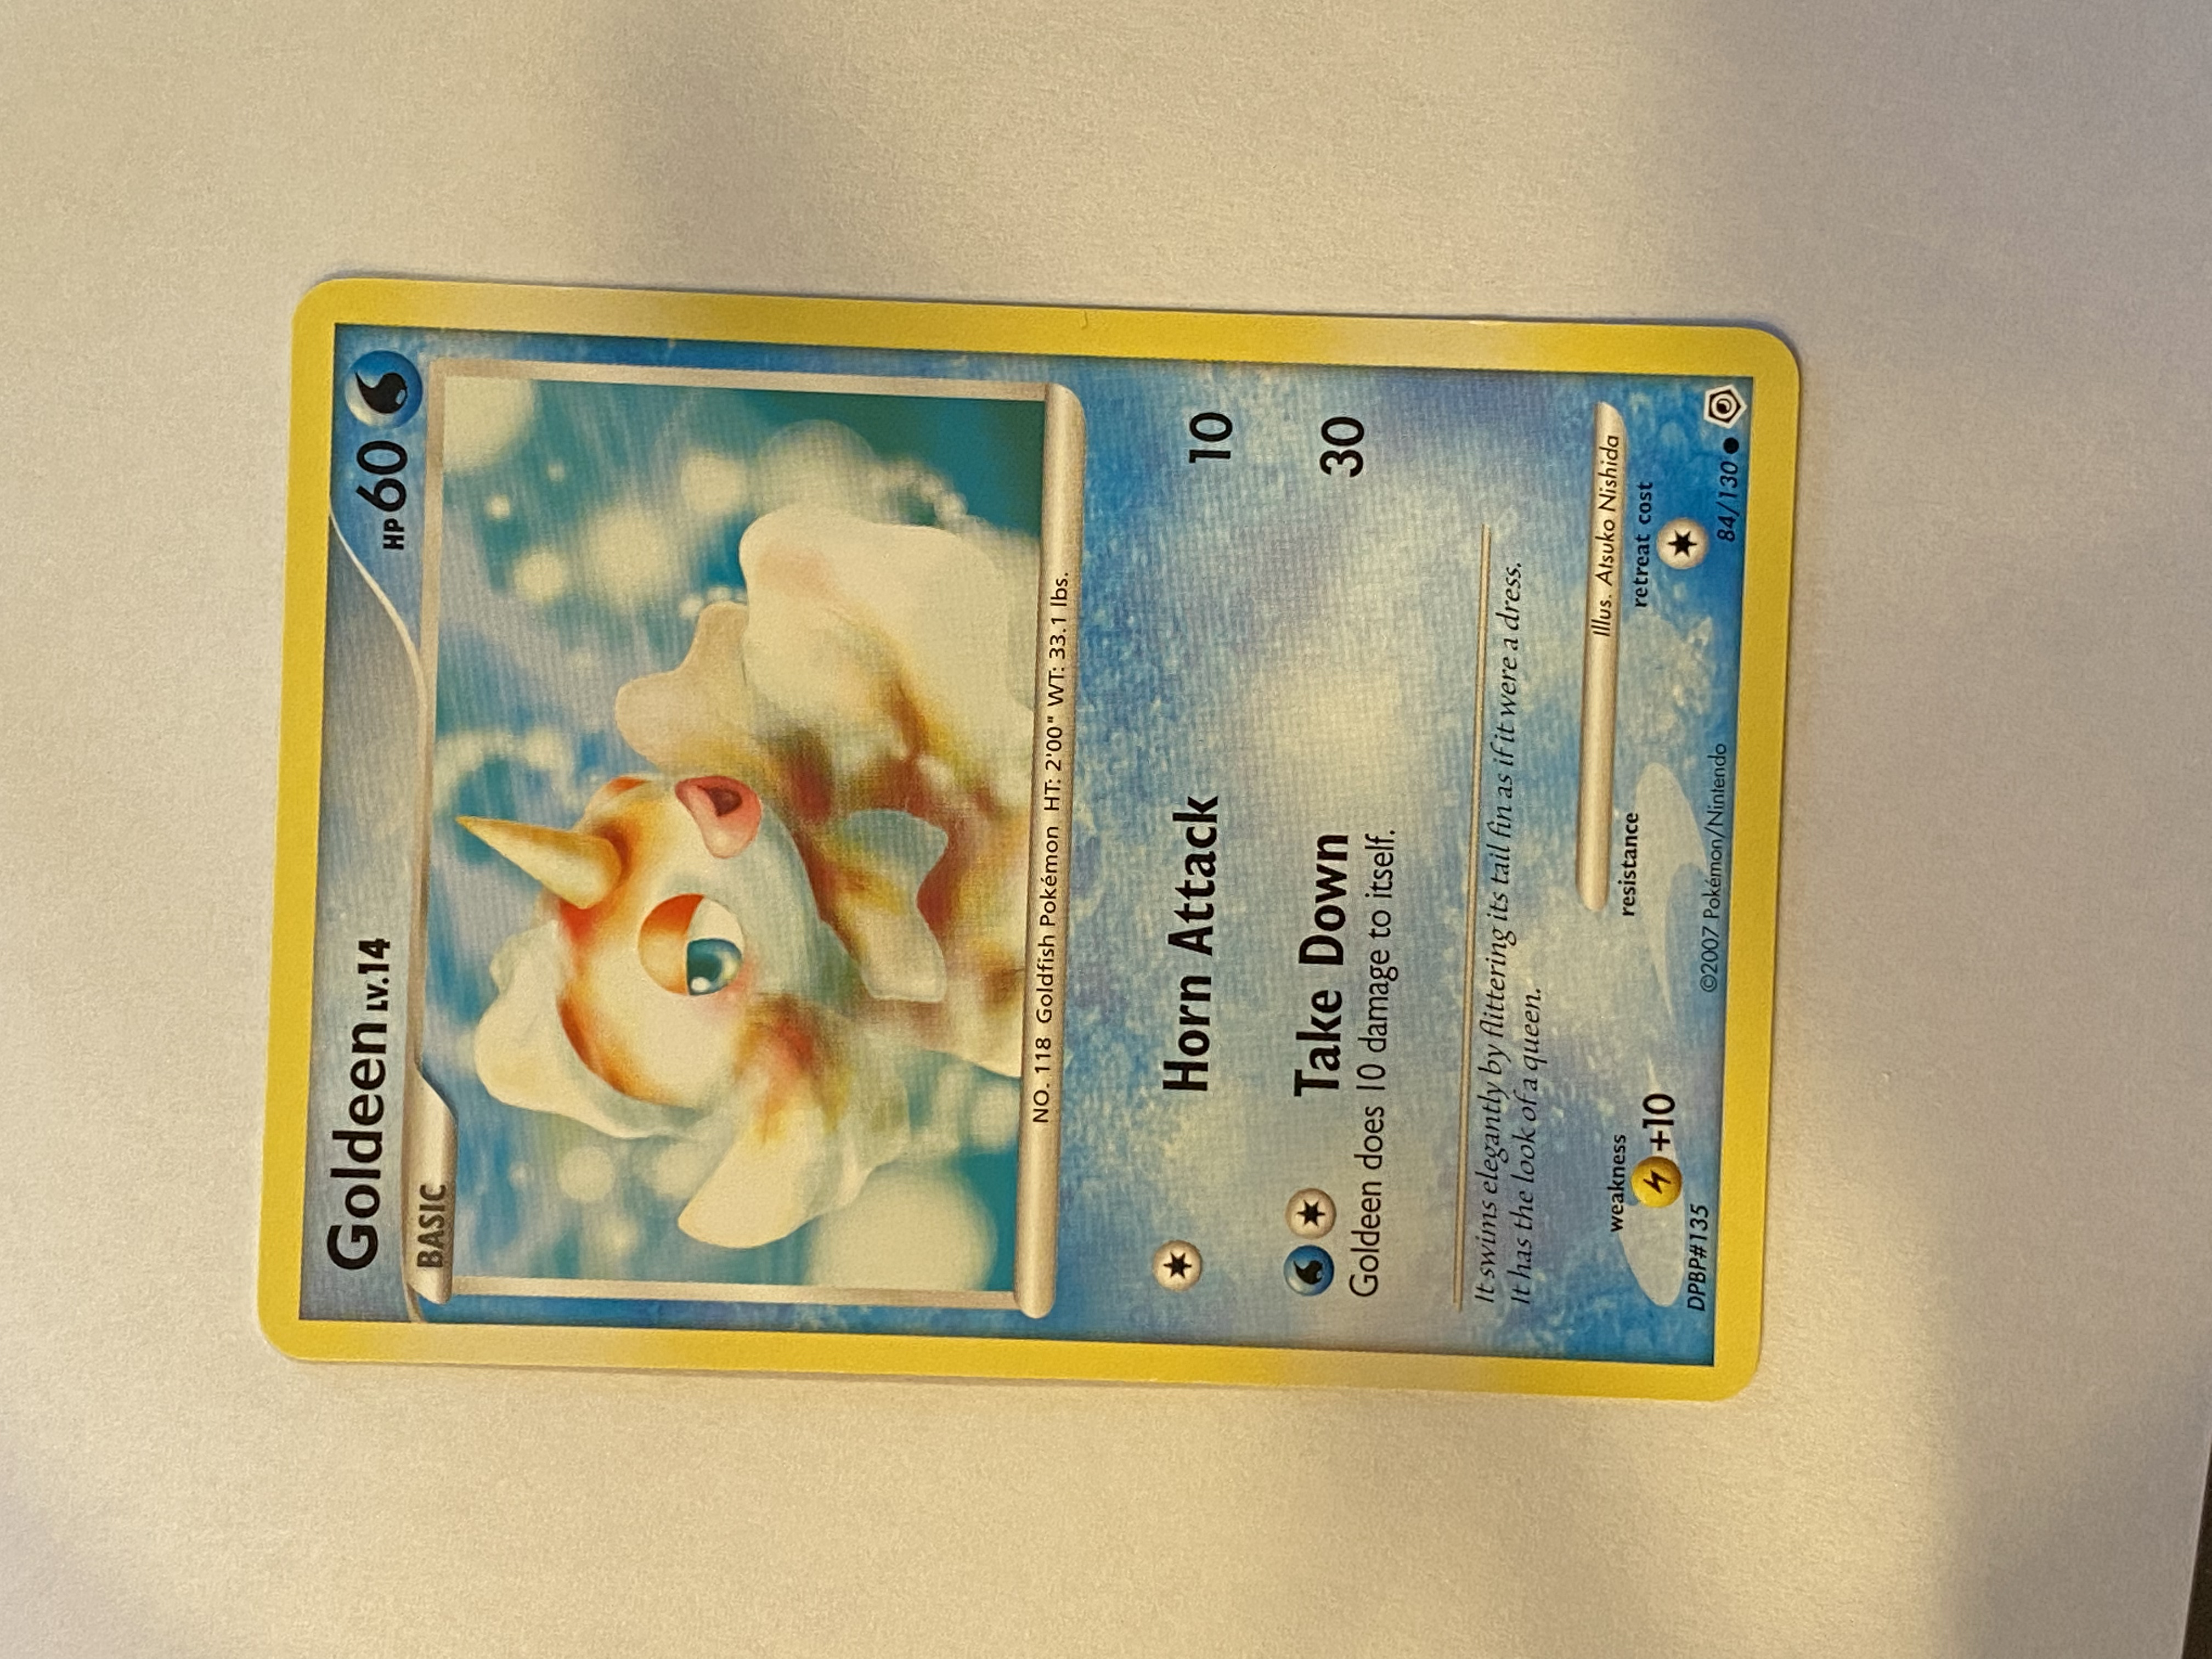 Goldeen LV.14
HP 60
BASIC
NO. 118 Goldfish Pokémon HT: 2'00" WT: 33.1 lbs.
Horn Attack 10
Take Down 30
Goldeen does 10 damage to itself.
It swims elegantly by flittering its tail fin as if it were a dress.
It has the look of a queen.
Illus. Atsuko Nishida
weakness resistance retreat cost
+10
DPBP#135
©2007 Pokémon/Nintendo
84/130